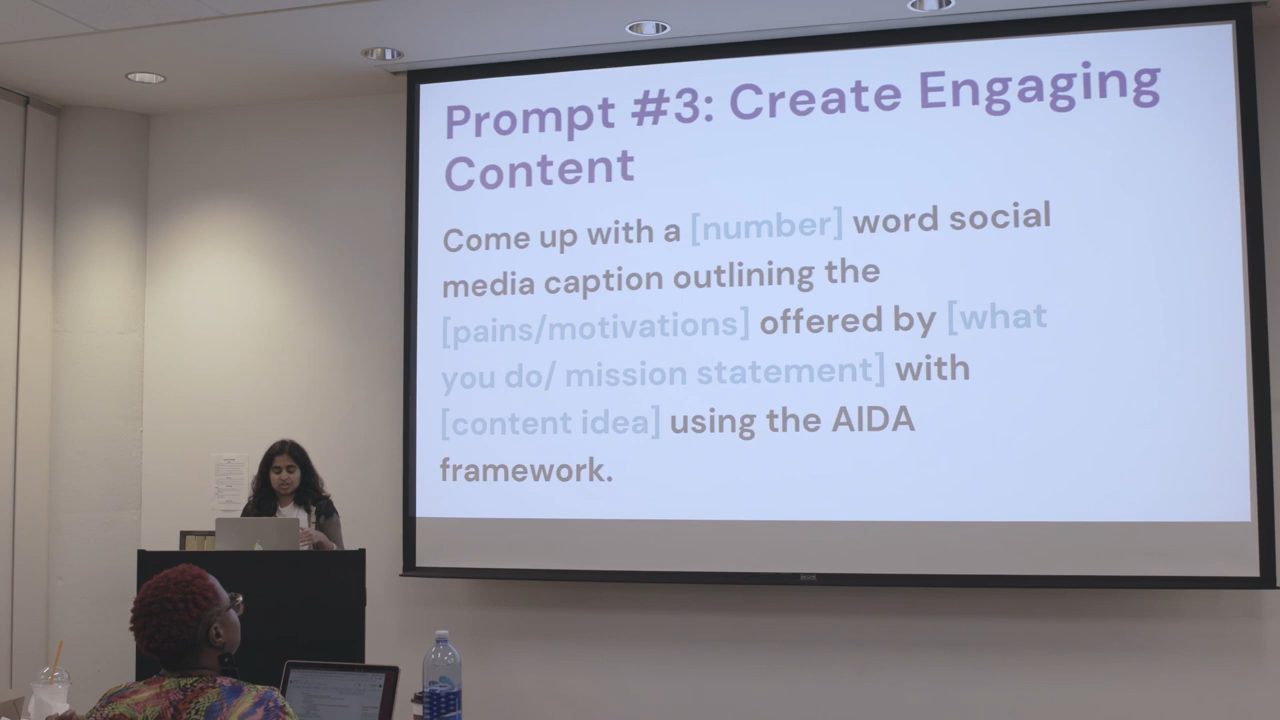 Prompt #3: Create Engaging
Content
Come up with a [number] word social
media caption outlining the
[pains/motivations] offered by [what
you do/ mission statement] with
[content idea] using the AIDA
framework.